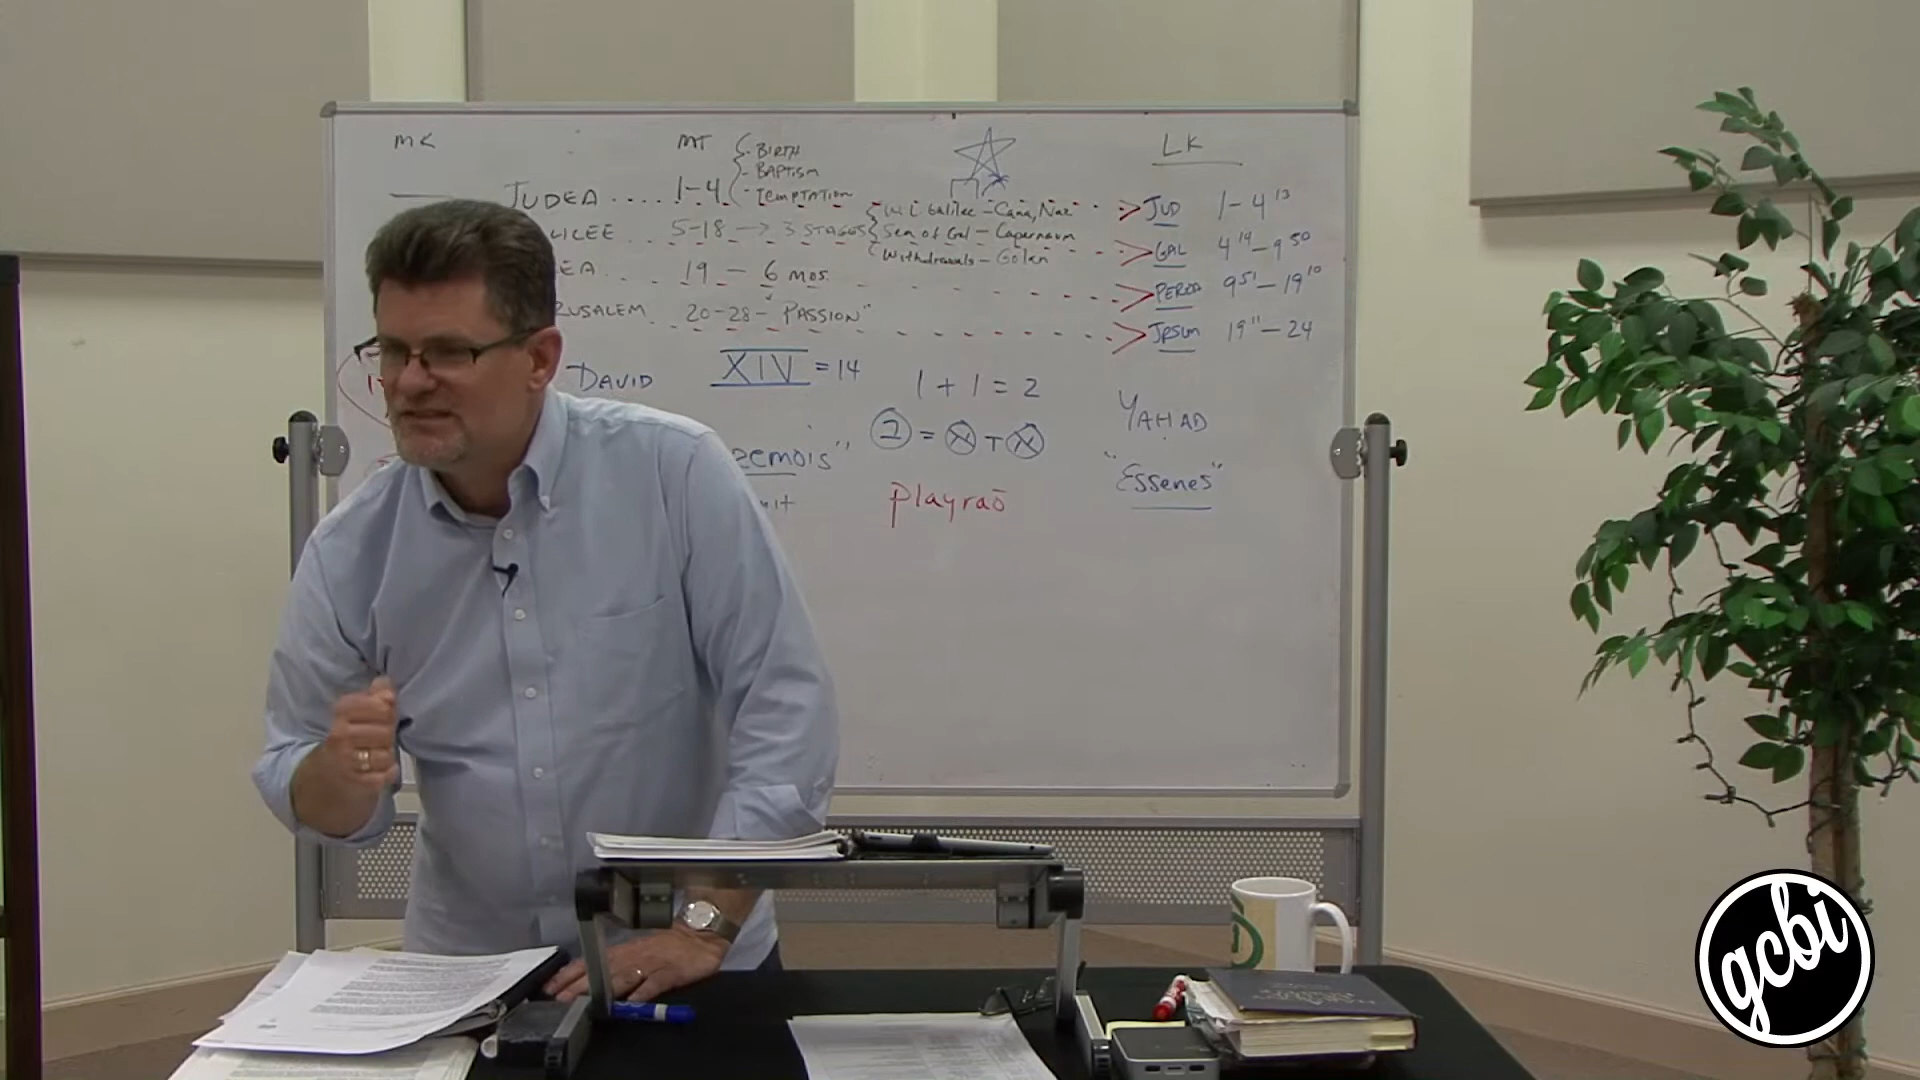 MK
MT
- BIRTH
- BAPTISM
- TEMPTATION
LK
JUDEA .... 1-4
W. Galilee - Cana, Naz
JUD 1-4 13
LILEE 5-18 → 3 STAGES
Sea of Gal - Capernaum
GAL 4 14 - 9 50
Withdrawals - Golan
EA... 19 - 6 mos.
PEREA 9 51 - 19 10
RUSALEM 20-28 - "PASSION"
JRSLM 19 11 - 24
DAVID
XIV = 14
1 + 1 = 2
YAHAD
zemois"
"Essenes"
playraō
gcbi